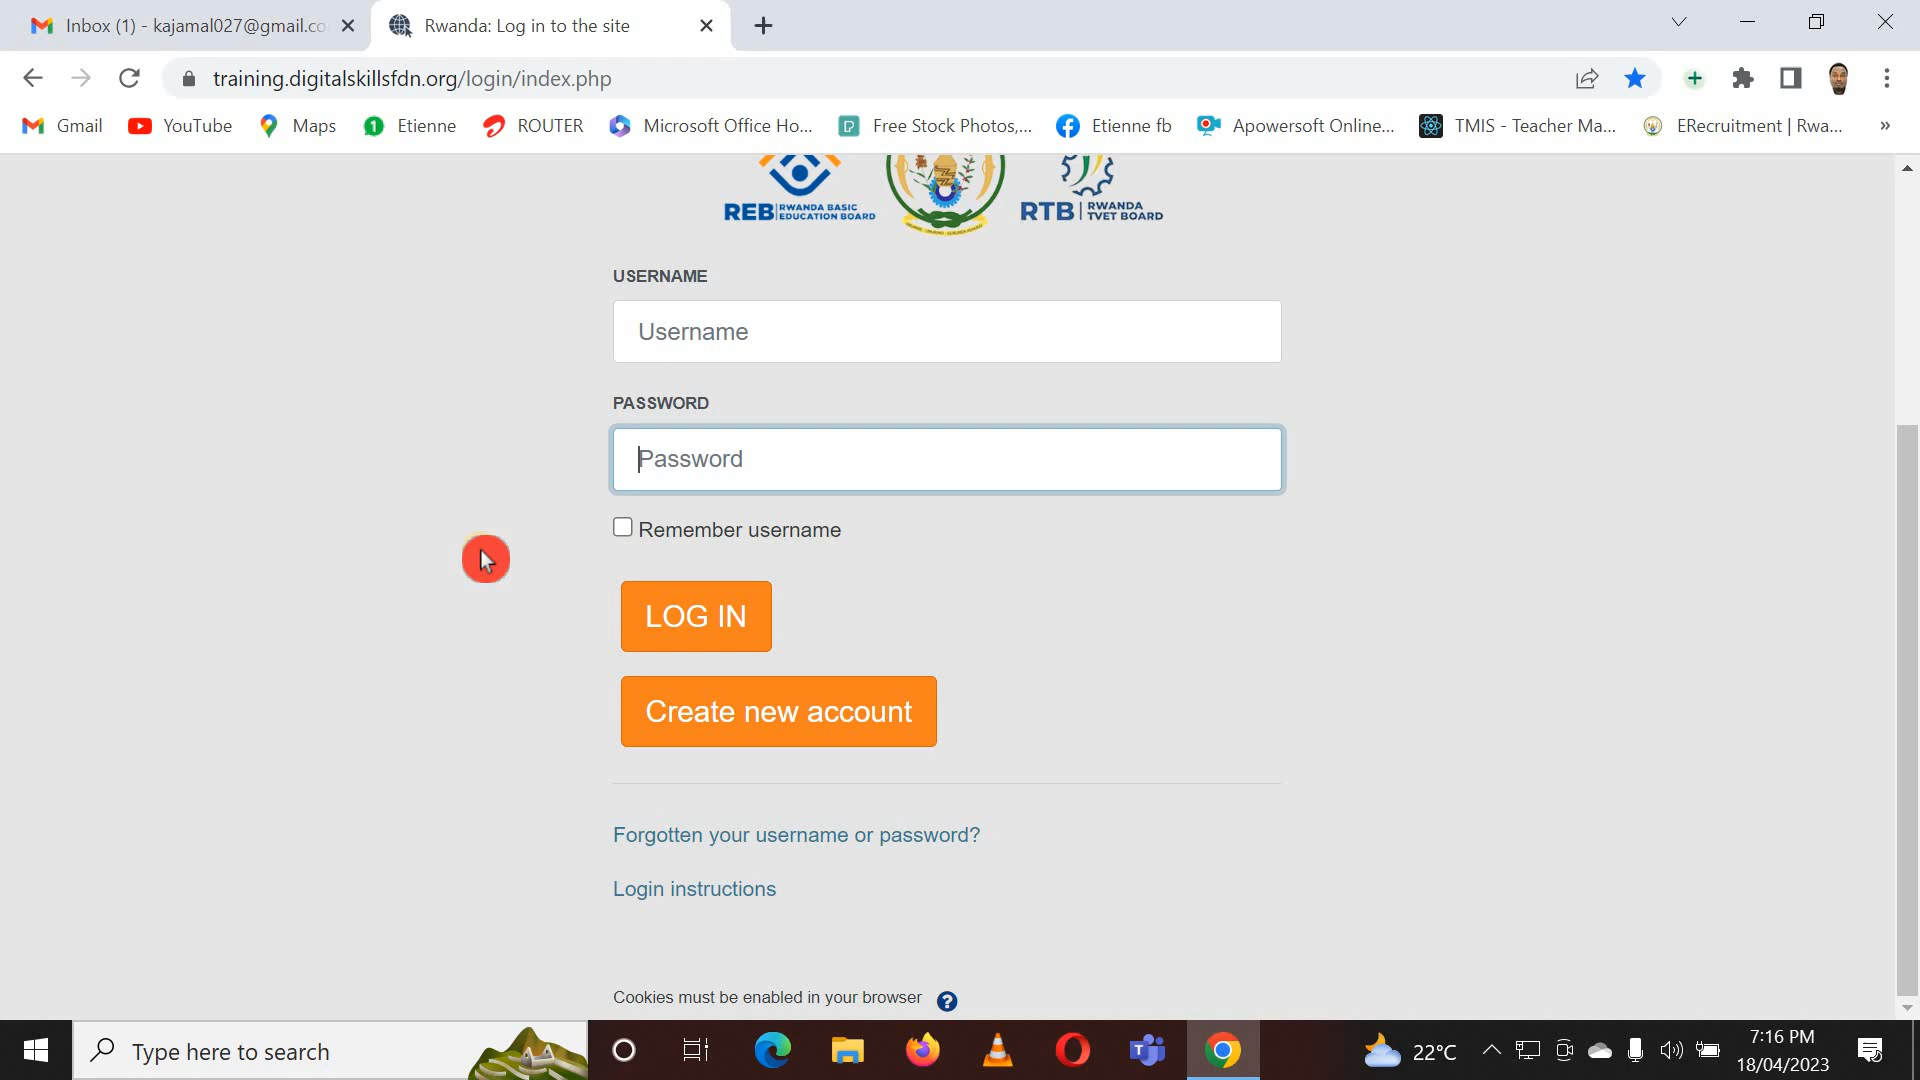 Inbox (1) - kajamal027@gmail.co
Rwanda: Log in to the site
training.digitalskillsfdn.org/login/index.php
Gmail
YouTube
Maps
1
Etienne
ROUTER
Microsoft Office Ho...
Free Stock Photos,...
Etienne fb
Apowersoft Online...
TMIS - Teacher Ma...
ERecruitment | Rwa...
»
REB | RWANDA BASIC
EDUCATION BOARD
RTB | RWANDA
TVET BOARD
USERNAME
Username
PASSWORD
Password
Remember username
LOG IN
Create new account
Forgotten your username or password?
Login instructions
Cookies must be enabled in your browser ?
Type here to search
22°C
7:16 PM
18/04/2023